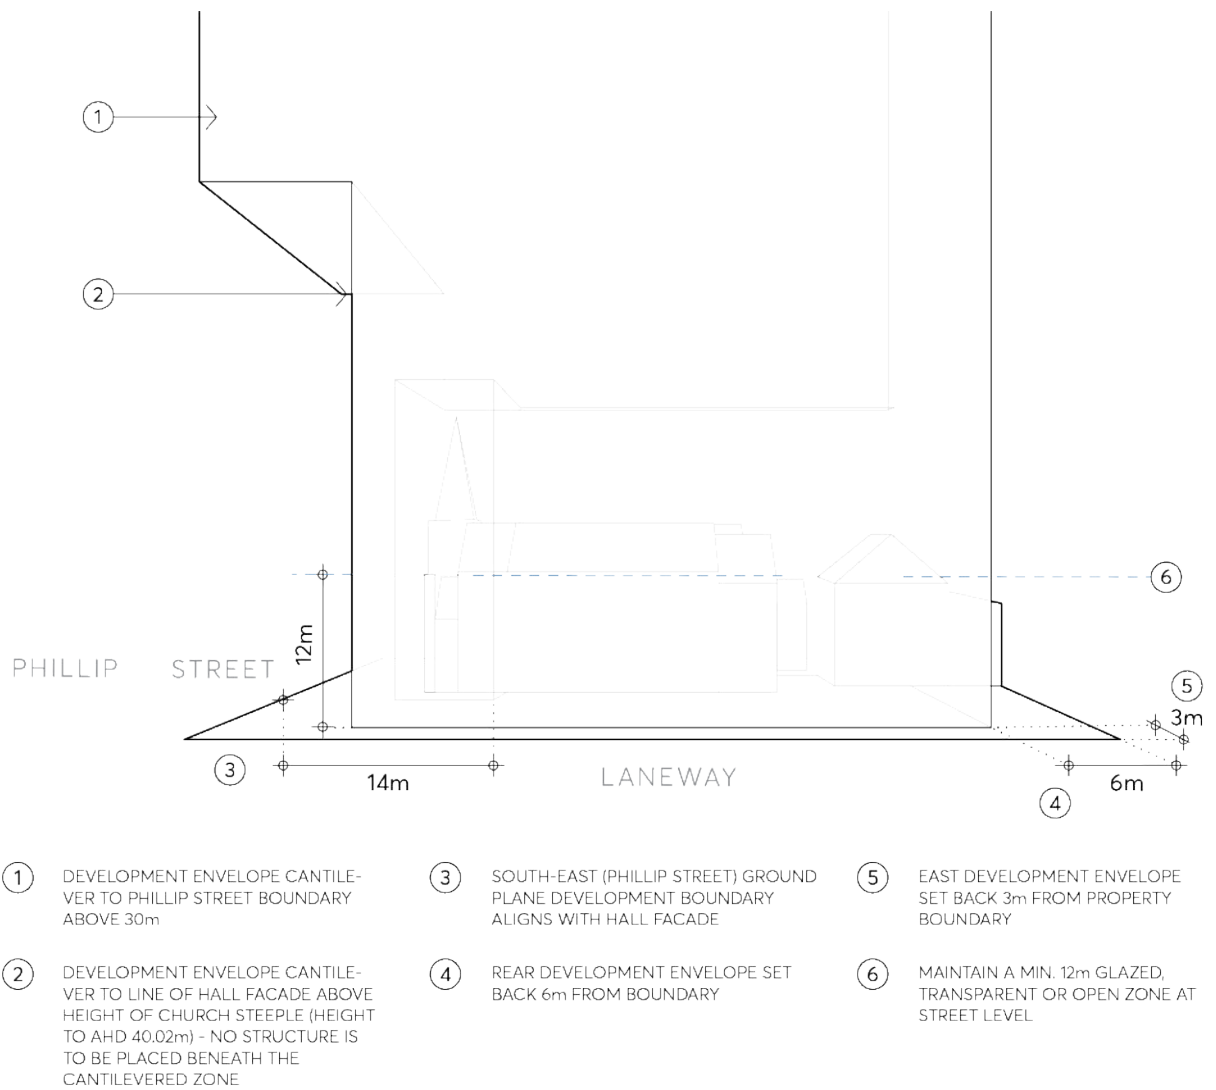 1
2
6
12m
PHILLIP STREET
5
3m
3
14m
LANEWAY
6m
4
1 DEVELOPMENT ENVELOPE CANTILE-
VER TO PHILLIP STREET BOUNDARY
ABOVE 30m
2 DEVELOPMENT ENVELOPE CANTILE-
VER TO LINE OF HALL FACADE ABOVE
HEIGHT OF CHURCH STEEPLE (HEIGHT
TO AHD 40.02m) - NO STRUCTURE IS
TO BE PLACED BENEATH THE
CANTILEVERED ZONE
3 SOUTH-EAST (PHILLIP STREET) GROUND
PLANE DEVELOPMENT BOUNDARY
ALIGNS WITH HALL FACADE
4 REAR DEVELOPMENT ENVELOPE SET
BACK 6m FROM BOUNDARY
5 EAST DEVELOPMENT ENVELOPE
SET BACK 3m FROM PROPERTY
BOUNDARY
6 MAINTAIN A MIN. 12m GLAZED,
TRANSPARENT OR OPEN ZONE AT
STREET LEVEL